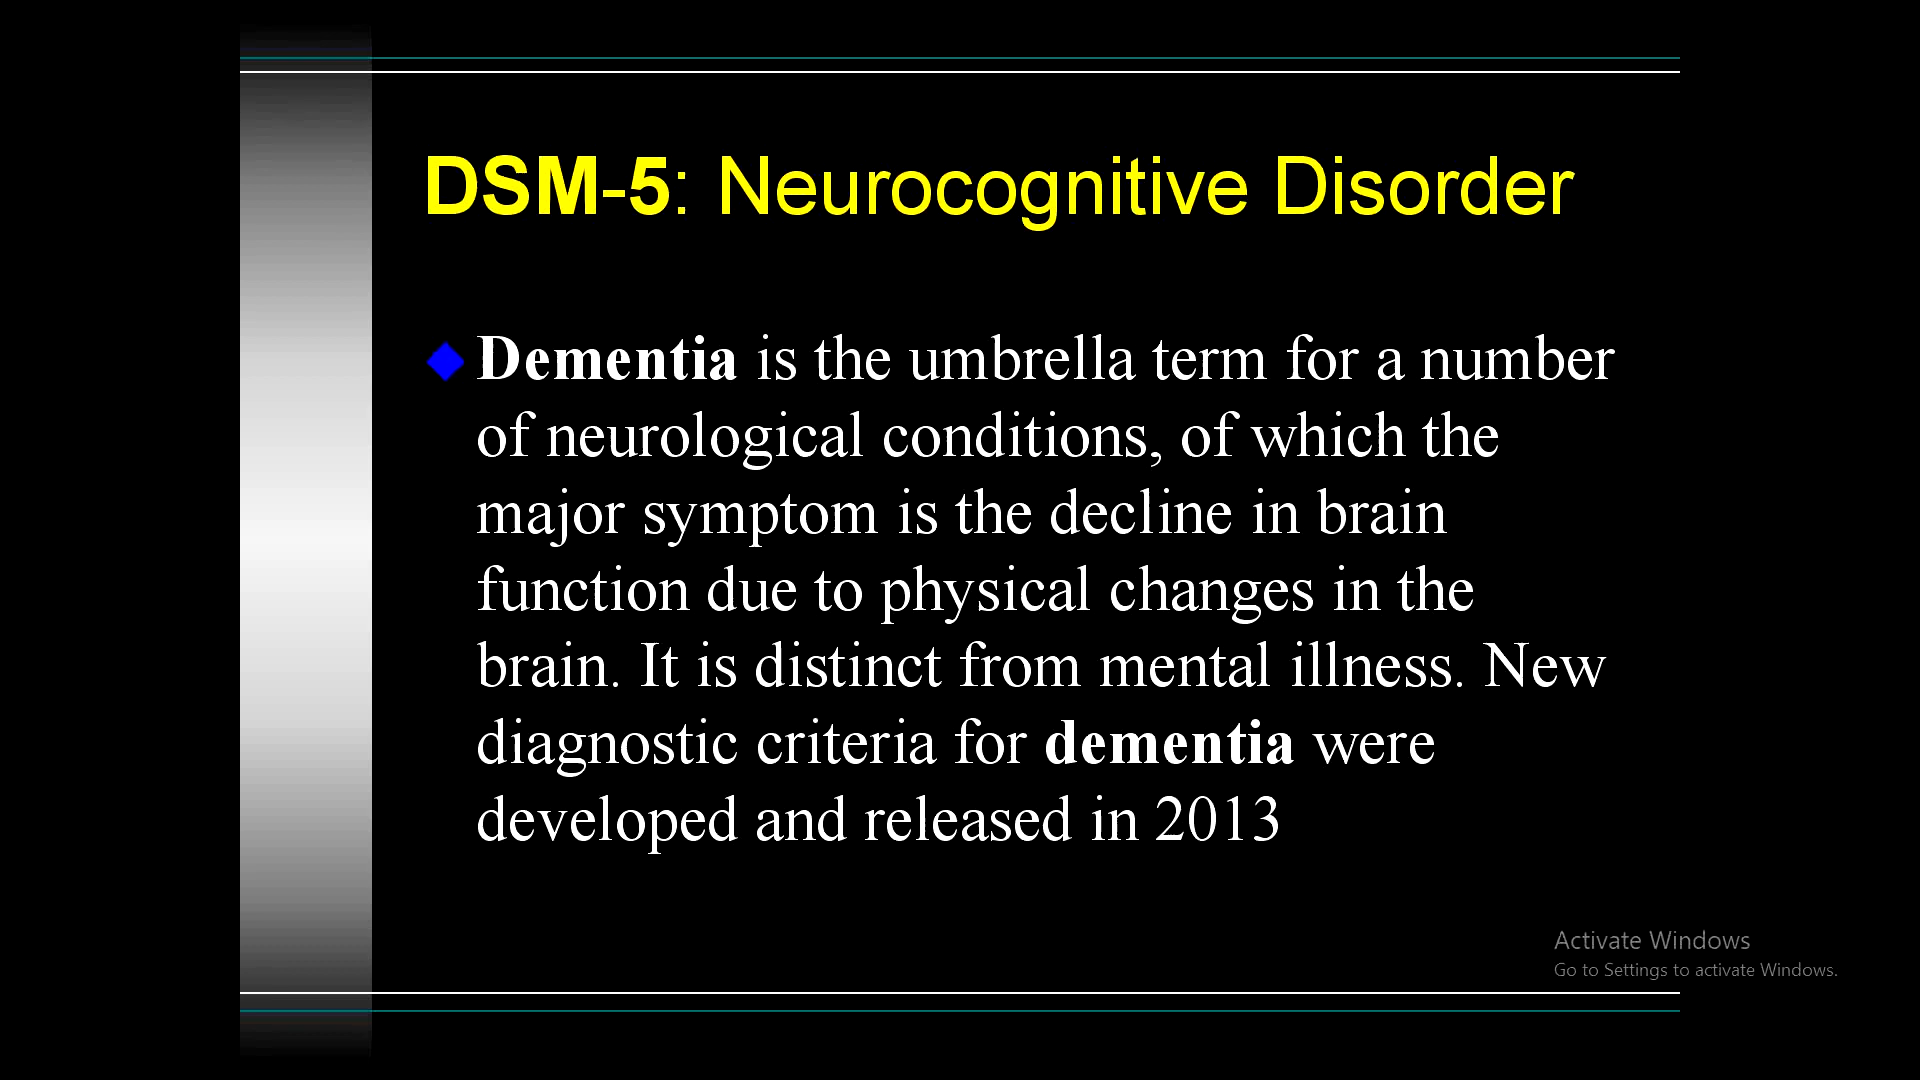 DSM-5: Neurocognitive Disorder
Dementia is the umbrella term for a number
of neurological conditions, of which the
major symptom is the decline in brain
function due to physical changes in the
brain. It is distinct from mental illness. New
diagnostic criteria for dementia were
developed and released in 2013
Activate Windows
Go to Settings to activate Windows.